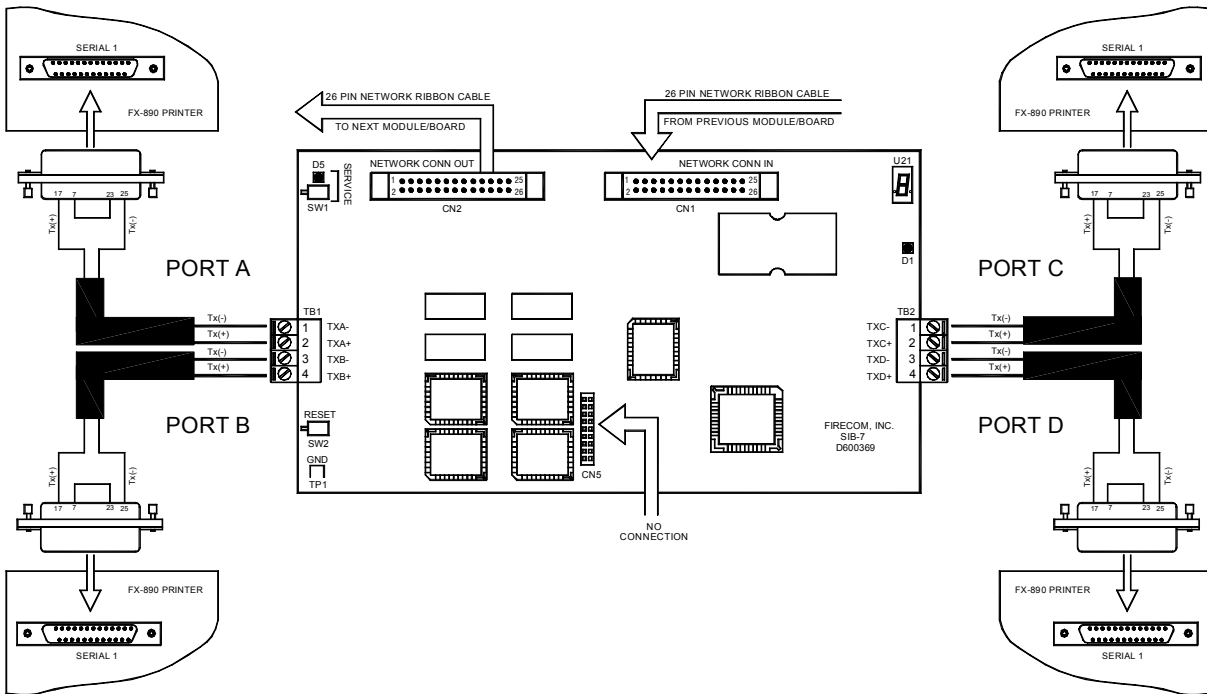 SERIAL 1
FX-890 PRINTER
17 7 23 25
Tx(+)
Tx(-)
PORT A
Tx(-)
Tx(+)
Tx(-)
Tx(+)
PORT B
Tx(+)
Tx(-)
17 7 23 25
FX-890 PRINTER
SERIAL 1
26 PIN NETWORK RIBBON CABLE
TO NEXT MODULE/BOARD
26 PIN NETWORK RIBBON CABLE
FROM PREVIOUS MODULE/BOARD
D5
SERVICE
SW1
NETWORK CONN OUT
1 25
2 26
CN2
NETWORK CONN IN
1 25
2 26
CN1
U21
8
D1
TB1
1 TXA-
2 TXA+
3 TXB-
4 TXB+
RESET
SW2
GND
TP1
CN5
NO
CONNECTION
FIRECOM, INC.
SIB-7
D600369
TB2
TXC- 1
TXC+ 2
TXD- 3
TXD+ 4
SERIAL 1
FX-890 PRINTER
17 7 23 25
Tx(+)
Tx(-)
PORT C
Tx(-)
Tx(+)
Tx(-)
Tx(+)
PORT D
Tx(+)
Tx(-)
17 7 23 25
FX-890 PRINTER
SERIAL 1